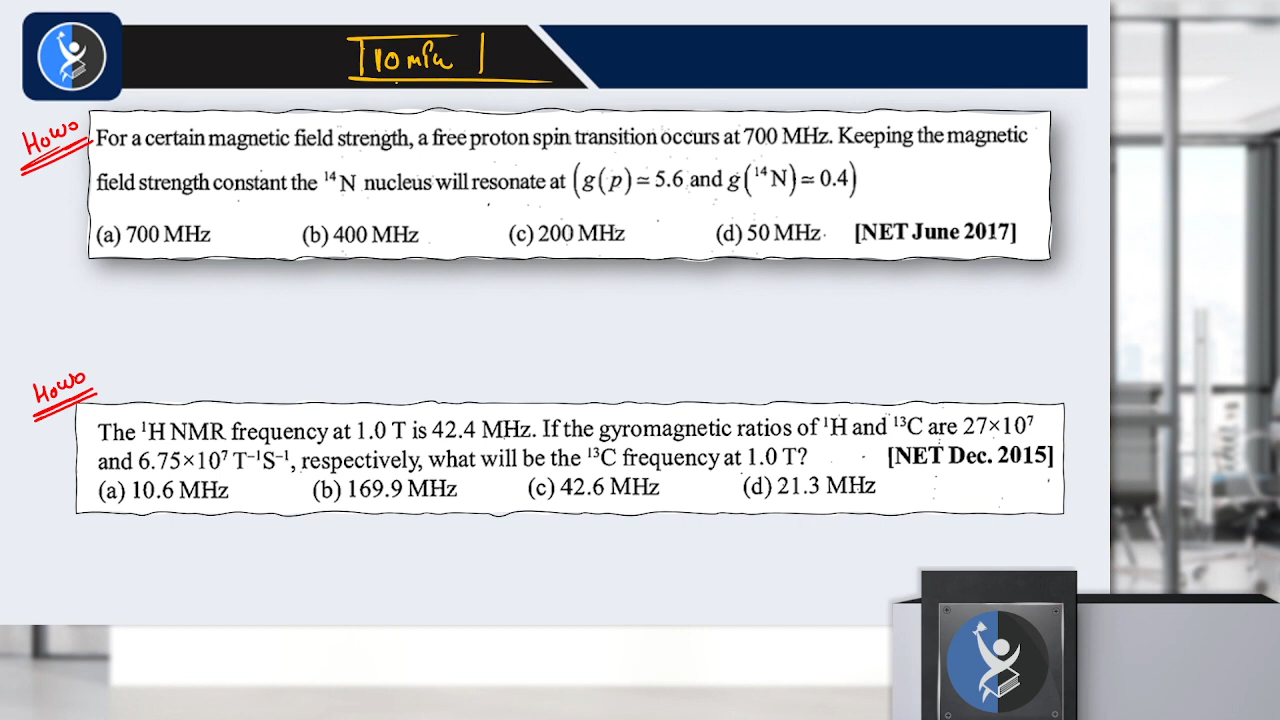 10 min
How 0
For a certain magnetic field strength, a free proton spin transition occurs at 700 MHz. Keeping the magnetic
field strength constant the ¹⁴N nucleus will resonate at (g(p) ≃ 5.6 and g(¹⁴N) ≃ 0.4)
(a) 700 MHz (b) 400 MHz (c) 200 MHz (d) 50 MHz [NET June 2017]
How 0
The ¹H NMR frequency at 1.0 T is 42.4 MHz. If the gyromagnetic ratios of ¹H and ¹³C are 27×10⁷
and 6.75×10⁷ T⁻¹S⁻¹, respectively, what will be the ¹³C frequency at 1.0 T? [NET Dec. 2015]
(a) 10.6 MHz (b) 169.9 MHz (c) 42.6 MHz (d) 21.3 MHz